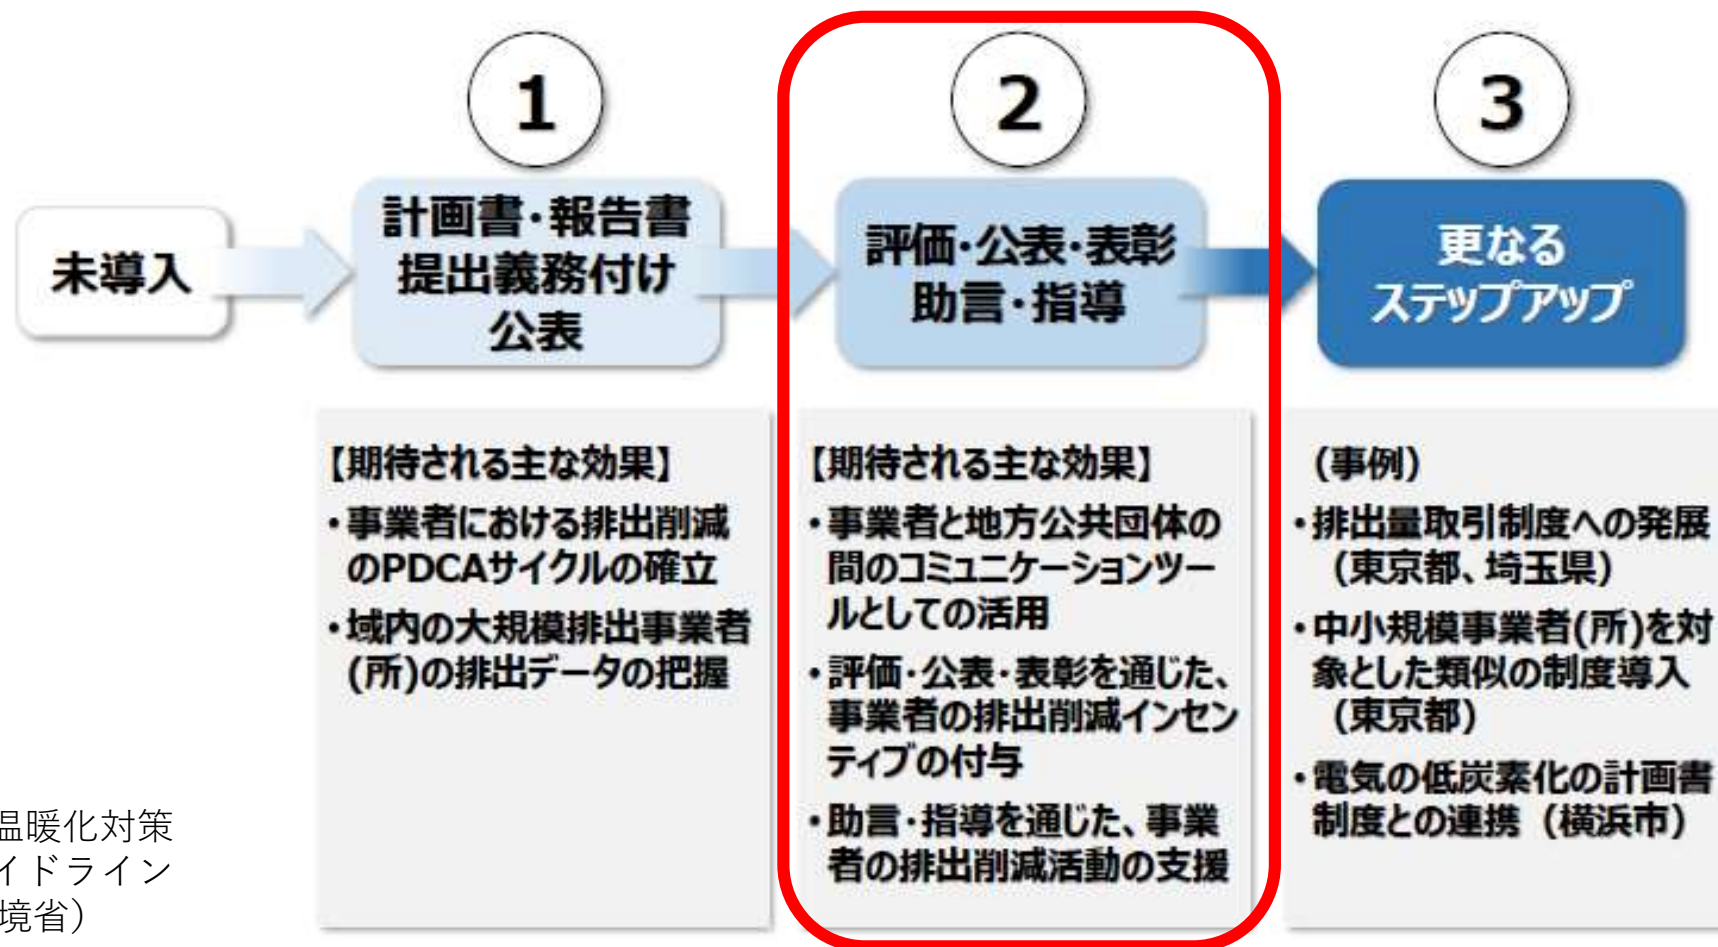 1
2
3
未導入
計画書・報告書
提出義務付け
公表
評価・公表・表彰
助言・指導
更なる
ステップアップ
【期待される主な効果】
・事業者における排出削減
のPDCAサイクルの確立
・域内の大規模排出事業者
(所)の排出データの把握
【期待される主な効果】
・事業者と地方公共団体の
間のコミュニケーションツー
ルとしての活用
・評価・公表・表彰を通じた、
事業者の排出削減インセン
ティブの付与
・助言・指導を通じた、事業
者の排出削減活動の支援
(事例)
・排出量取引制度への発展
（東京都、埼玉県）
・中小規模事業者(所)を対
象とした類似の制度導入
（東京都）
・電気の低炭素化の計画書
制度との連携（横浜市）
温暖化対策
イドライン
境省）